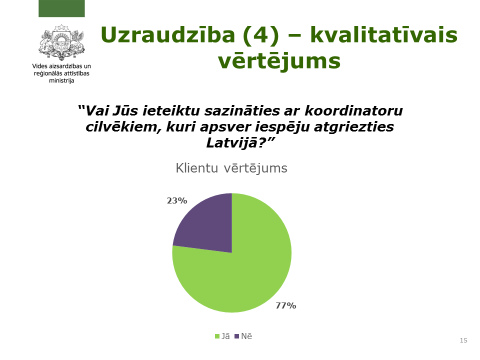 Uzraudzība (4) – kvalitatīvais
vērtējums
Vides aizsardzības un
reģionālās attīstības
ministrija
“Vai Jūs ieteiktu sazināties ar koordinatoru
cilvēkiem, kuri apsver iespēju atgriezties
Latvijā?”
Klientu vērtējums
23%
77%
Jā Nē
15